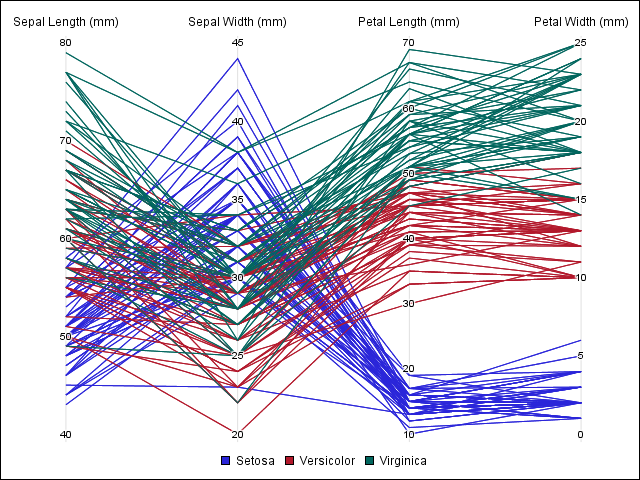 Sepal Length (mm) Sepal Width (mm) Petal Length (mm) Petal Width (mm)
80 45 70 25
40 60 20
70
35 50 15
60 40
30 10
30
50 25 20 5
40 20 10 0
Setosa Versicolor Virginica